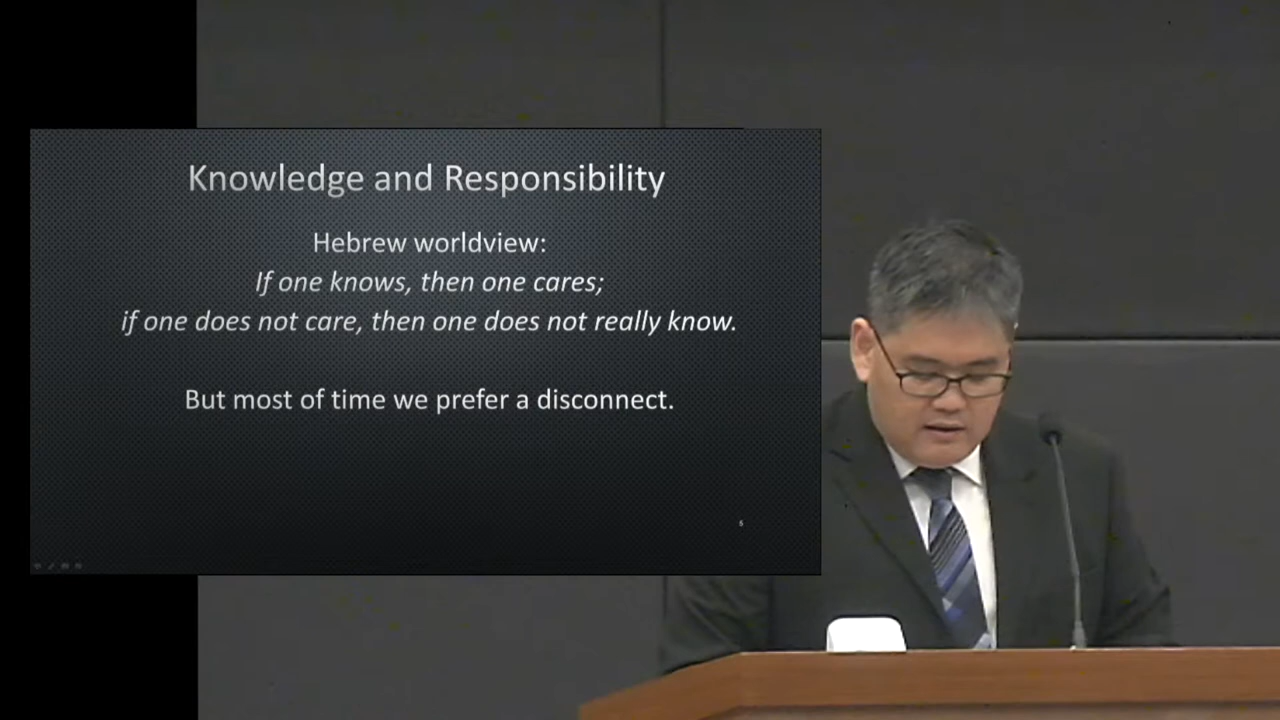 Knowledge and Responsibility
Hebrew worldview:
If one knows, then one cares;
if one does not care, then one does not really know.
But most of time we prefer a disconnect.
6